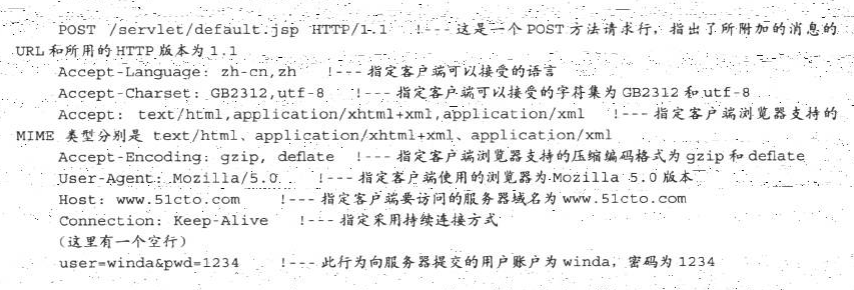 POST /servlet/default.jsp HTTP/1.1 !---这是一个POST方法请求行，指出了所附加的消息的
URL和所用的HTTP版本为1.1
Accept-Language: zh-cn,zh !---指定客户端可以接受的语言
Accept-Charset: GB2312,utf-8 !---指定客户端可以接受的字符集为GB2312和utf-8
Accept: text/html,application/xhtml+xml,application/xml !---指定客户端浏览器支持的
MIME 类型分别是 text/html、application/xhtml+xml、application/xml
Accept-Encoding: gzip, deflate !---指定客户端浏览器支持的压缩编码格式为gzip和deflate
User-Agent: Mozilla/5.0 !---指定客户端使用的浏览器为Mozilla 5.0版本
Host: www.51cto.com !---指定客户端要访问的服务器域名为www.51cto.com
Connection: Keep-Alive !---指定采用持续连接方式
（这里有一个空行）
user=winda&pwd=1234 !---此行为向服务器提交的用户账户为winda，密码为1234